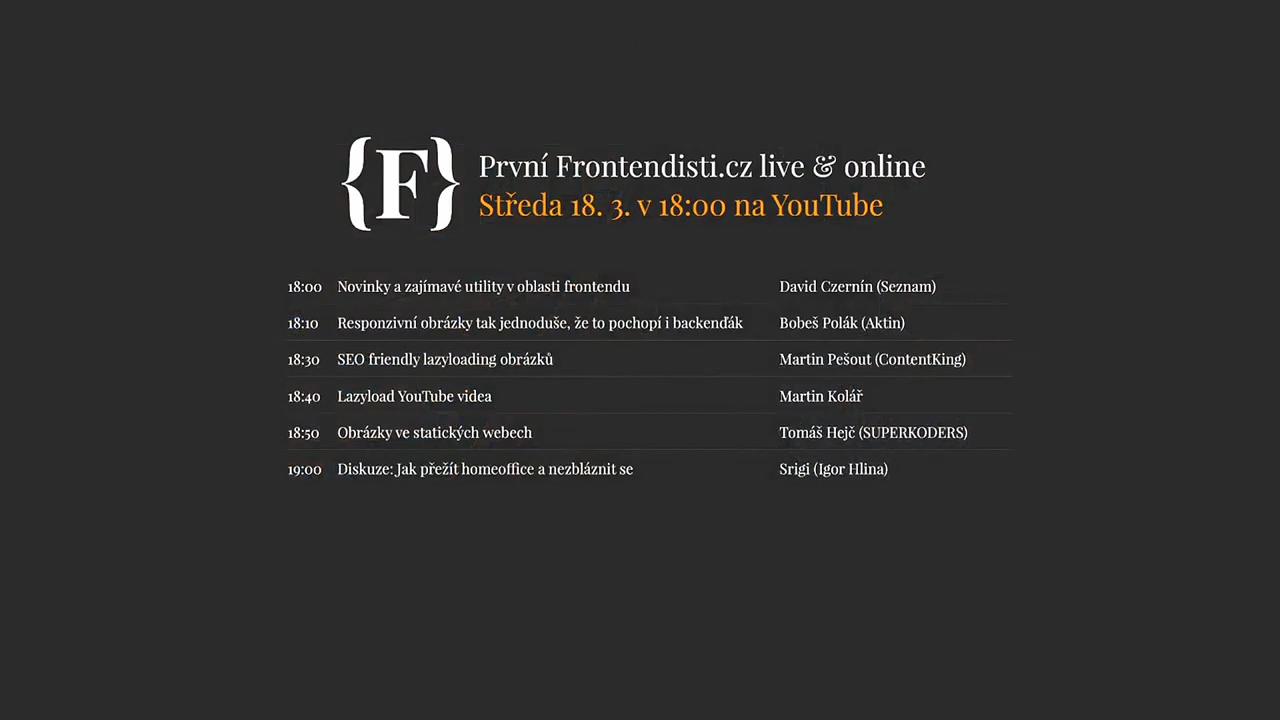 {F}
První Frontendisti.cz live & online
Středa 18. 3. v 18:00 na YouTube
18:00 Novinky a zajímavé utility v oblasti frontendu David Czernín (Seznam)
18:10 Responzivní obrázky tak jednoduše, že to pochopí i backenďák Bobeš Polák (Aktin)
18:30 SEO friendly lazyloading obrázků Martin Pešout (ContentKing)
18:40 Lazyload YouTube videa Martin Kolář
18:50 Obrázky ve statických webech Tomáš Hejč (SUPERKODERS)
19:00 Diskuze: Jak přežít homeoffice a nezbláznit se Srigi (Igor Hlina)